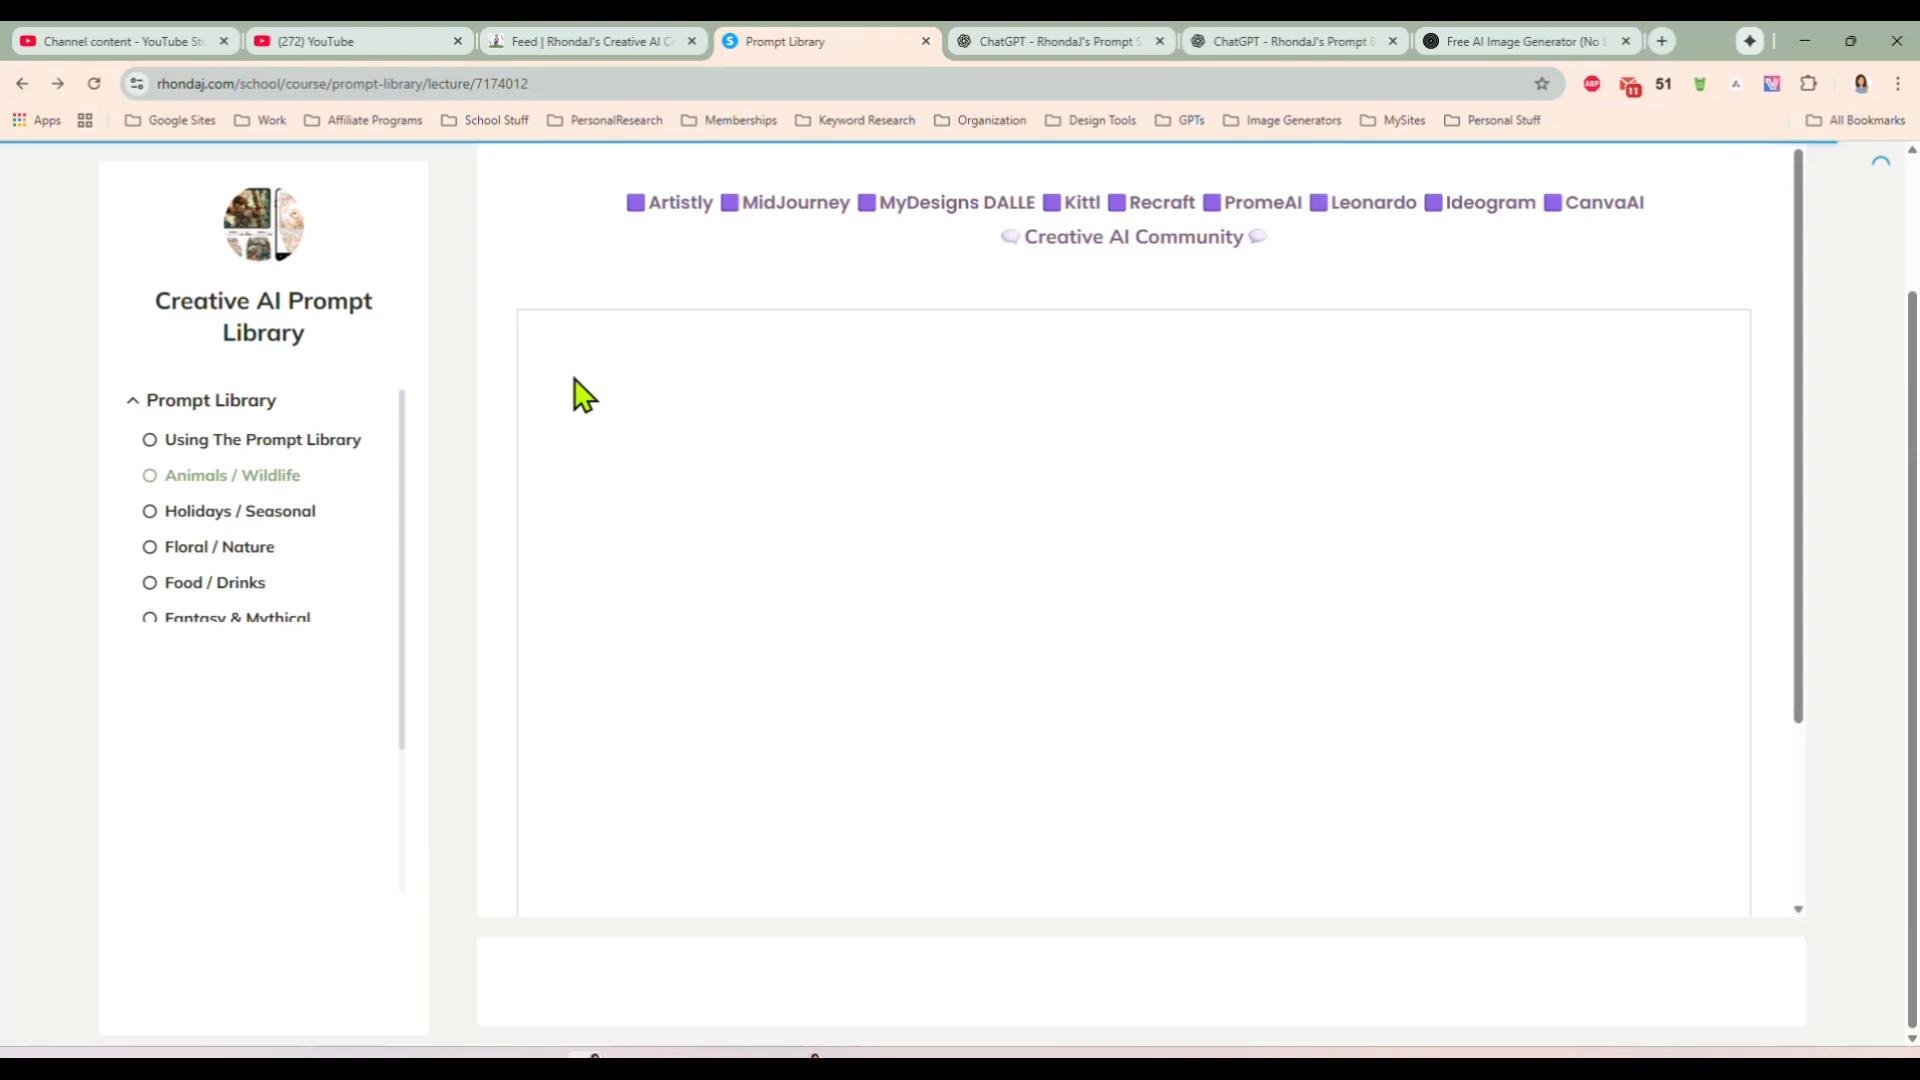 Channel content - YouTube St
(272) YouTube
Feed | RhondaJ's Creative AI C
Prompt Library
ChatGPT - RhondaJ's Prompt S
ChatGPT - RhondaJ's Prompt E
Free AI Image Generator (No L
rhondaj.com/school/course/prompt-library/lecture/7174012
ABP
11
51
Apps
Google Sites
Work
Affiliate Programs
School Stuff
PersonalResearch
Memberships
Keyword Research
Organization
Design Tools
GPTs
Image Generators
MySites
Personal Stuff
All Bookmarks
Creative AI Prompt
Library
Prompt Library
Using The Prompt Library
Animals / Wildlife
Holidays / Seasonal
Floral / Nature
Food / Drinks
Fantasy & Mythical
Artistly MidJourney MyDesigns DALLE Kittl Recraft PromeAI Leonardo Ideogram CanvaAI
Creative AI Community